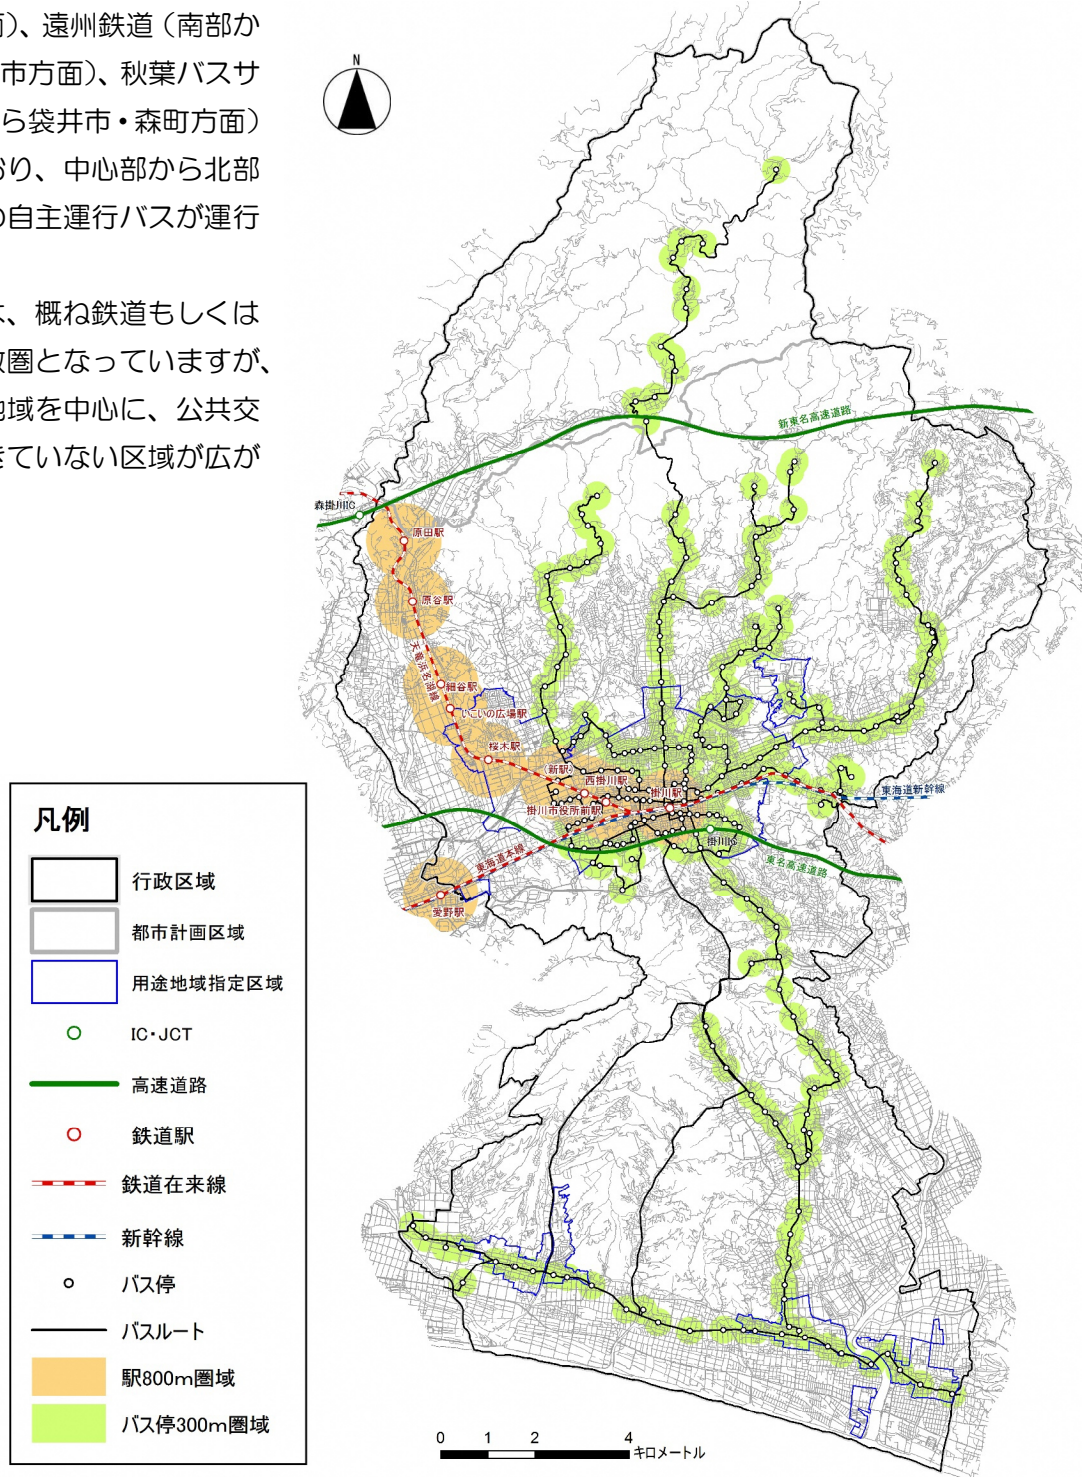 面)、遠州鉄道(南部か
市方面)、秋葉バスサ
ら袋井市・森町方面)
おり、中心部から北部
の自主運行バスが運行
は、概ね鉄道もしくは
圏となっていますが、
地域を中心に、公共交
きていない区域が広が
N
新東名高速道路
森掛川IC
原田駅
原谷駅
天竜浜名湖線
細谷駅
いこいの広場駅
桜木駅
(新駅)
西掛川駅
掛川市役所前駅
掛川駅
東海道新幹線
掛川IC
東名高速道路
東海道本線
愛野駅
凡例
行政区域
都市計画区域
用途地域指定区域
IC・JCT
高速道路
鉄道駅
鉄道在来線
新幹線
バス停
バスルート
駅800m圏域
バス停300m圏域
0 1 2 4
キロメートル